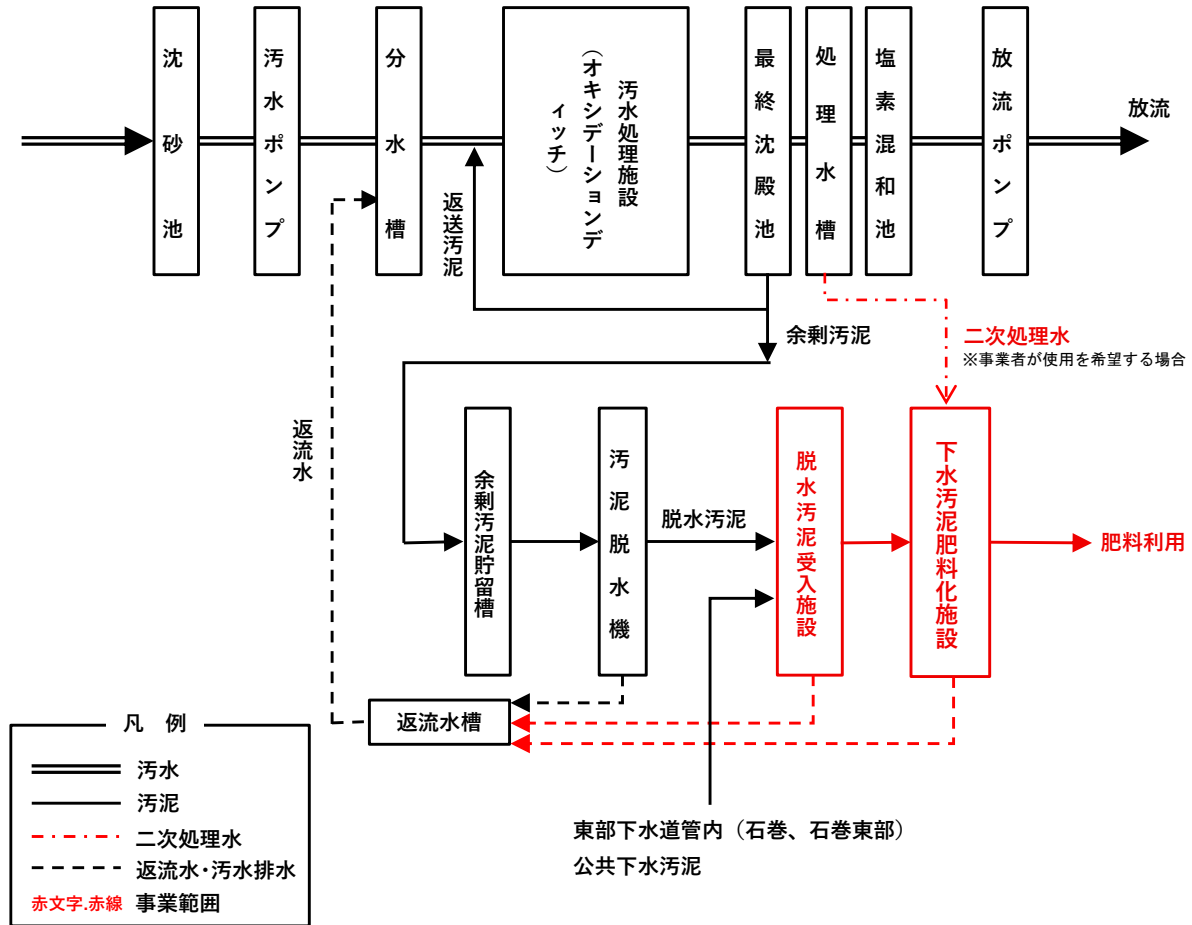 沈砂池
汚水ポンプ
分水槽
汚水処理施設
(オキシデーションデ
ィッチ)
最終沈殿池
処理水槽
塩素混和池
放流ポンプ
放流
返送汚泥
余剰汚泥
二次処理水
※事業者が使用を希望する場合
返流水
余剰汚泥貯留槽
汚泥脱水機
脱水汚泥
脱水汚泥受入施設
下水汚泥肥料化施設
肥料利用
返流水槽
東部下水道管内（石巻、石巻東部）
公共下水汚泥
凡 例
汚水
汚泥
二次処理水
返流水・汚水排水
赤文字.赤線 事業範囲